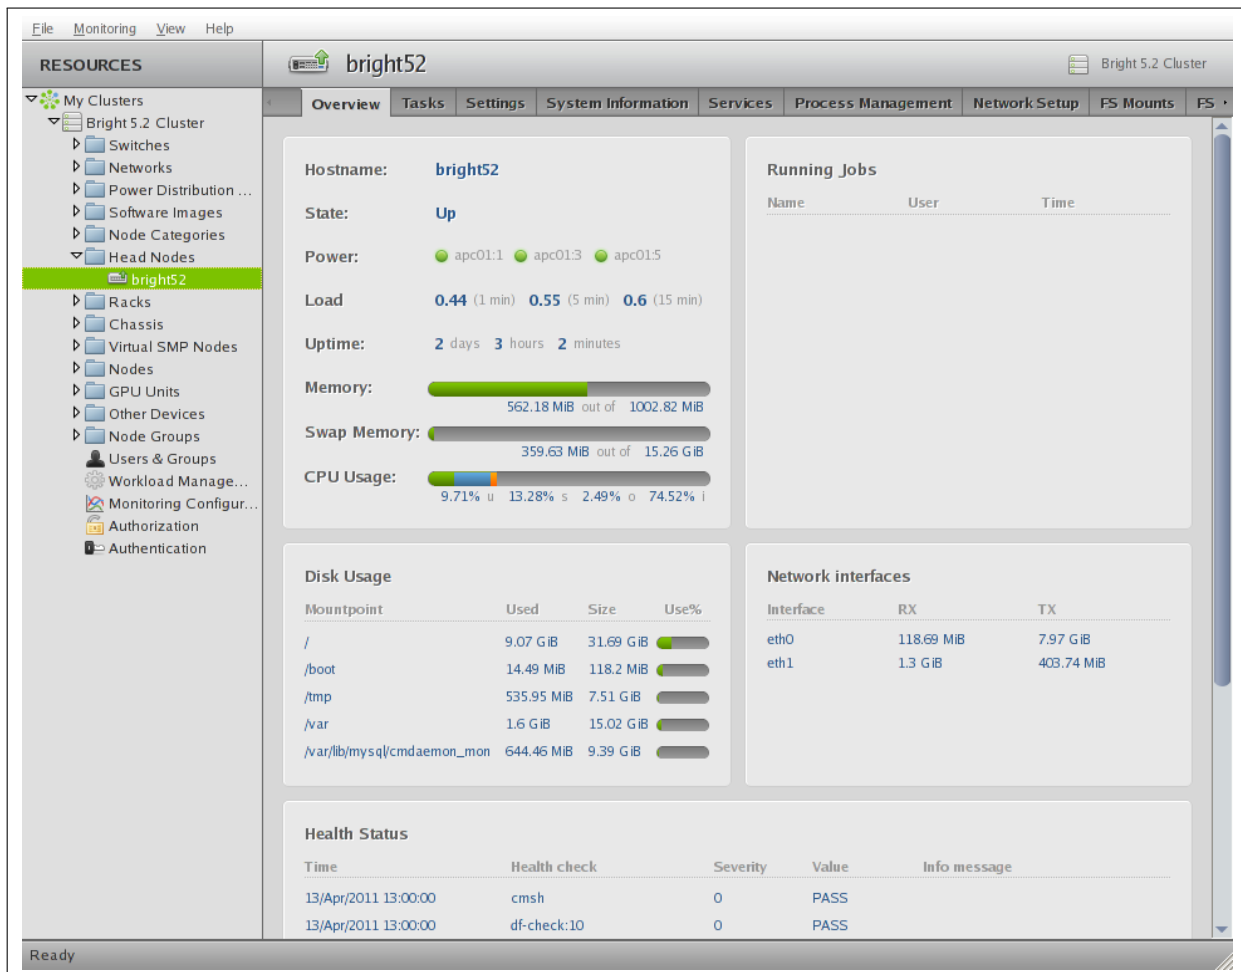 File Monitoring View Help
RESOURCES
bright52
Bright 5.2 Cluster
My Clusters
Bright 5.2 Cluster
Switches
Networks
Power Distribution ...
Software Images
Node Categories
Head Nodes
bright52
Racks
Chassis
Virtual SMP Nodes
Nodes
GPU Units
Other Devices
Node Groups
Users & Groups
Workload Manage...
Monitoring Configur...
Authorization
Authentication
Overview Tasks Settings System Information Services Process Management Network Setup FS Mounts FS
Hostname: bright52
State: Up
Power: apc01:1 apc01:3 apc01:5
Load 0.44 (1 min) 0.55 (5 min) 0.6 (15 min)
Uptime: 2 days 3 hours 2 minutes
Memory:
562.18 MiB out of 1002.82 MiB
Swap Memory:
359.63 MiB out of 15.26 GiB
CPU Usage:
9.71% u 13.28% s 2.49% o 74.52% i
Running Jobs
Name User Time
Disk Usage
Mountpoint Used Size Use%
/ 9.07 GiB 31.69 GiB
/boot 14.49 MiB 118.2 MiB
/tmp 535.95 MiB 7.51 GiB
/var 1.6 GiB 15.02 GiB
/var/lib/mysql/cmdaemon_mon 644.46 MiB 9.39 GiB
Network interfaces
Interface RX TX
eth0 118.69 MiB 7.97 GiB
eth1 1.3 GiB 403.74 MiB
Health Status
Time Health check Severity Value Info message
13/Apr/2011 13:00:00 cmsh 0 PASS
13/Apr/2011 13:00:00 df-check:10 0 PASS
Ready